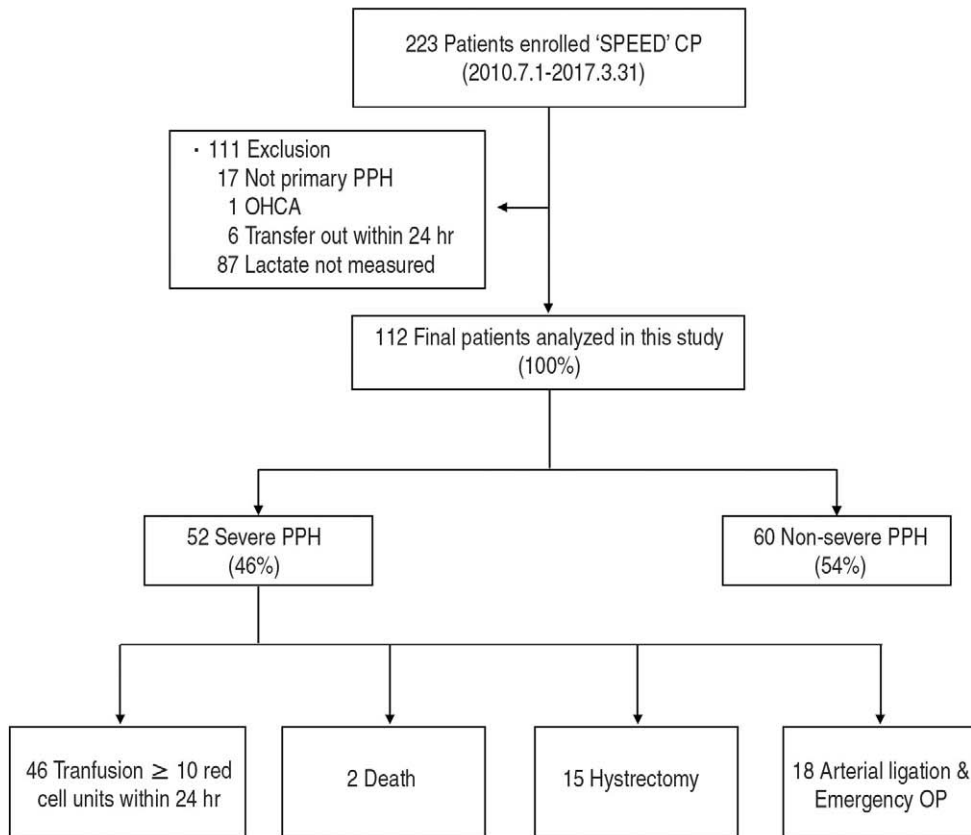 223 Patients enrolled ‘SPEED’ CP
(2010.7.1-2017.3.31)
· 111 Exclusion
17 Not primary PPH
1 OHCA
6 Transfer out within 24 hr
87 Lactate not measured
112 Final patients analyzed in this study
(100%)
52 Severe PPH
(46%)
60 Non-severe PPH
(54%)
46 Tranfusion ≥ 10 red
cell units within 24 hr
2 Death
15 Hystrectomy
18 Arterial ligation &
Emergency OP